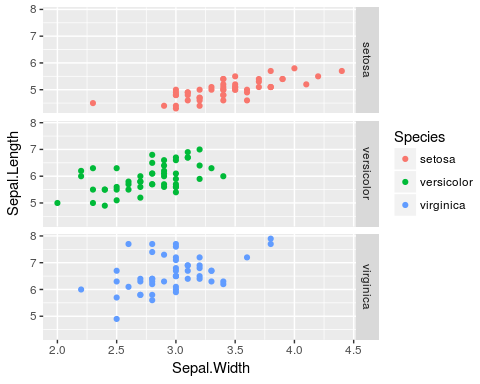 8
7
6
5
setosa
8
7
6
5
versicolor
8
7
6
5
virginica
2.0 2.5 3.0 3.5 4.0 4.5
Sepal.Width
Sepal.Length
Species
setosa
versicolor
virginica